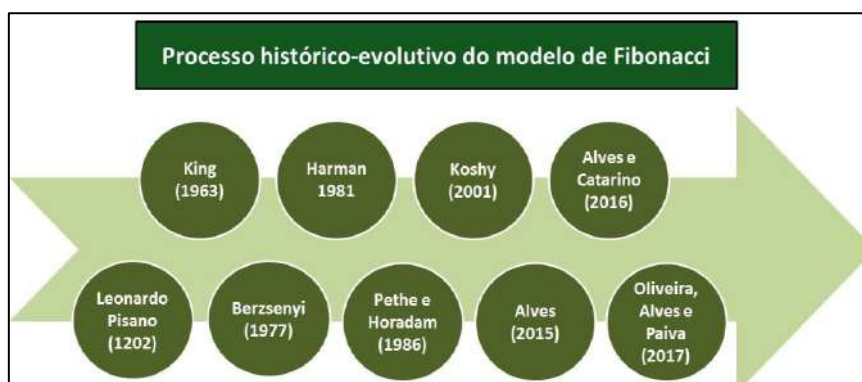 Processo histórico-evolutivo do modelo de Fibonacci
King
(1963)
Harman
1981
Koshy
(2001)
Alves e
Catarino
(2016)
Leonardo
Pisano
(1202)
Berzsenyi
(1977)
Pethe e
Horadam
(1986)
Alves
(2015)
Oliveira,
Alves e
Paiva
(2017)